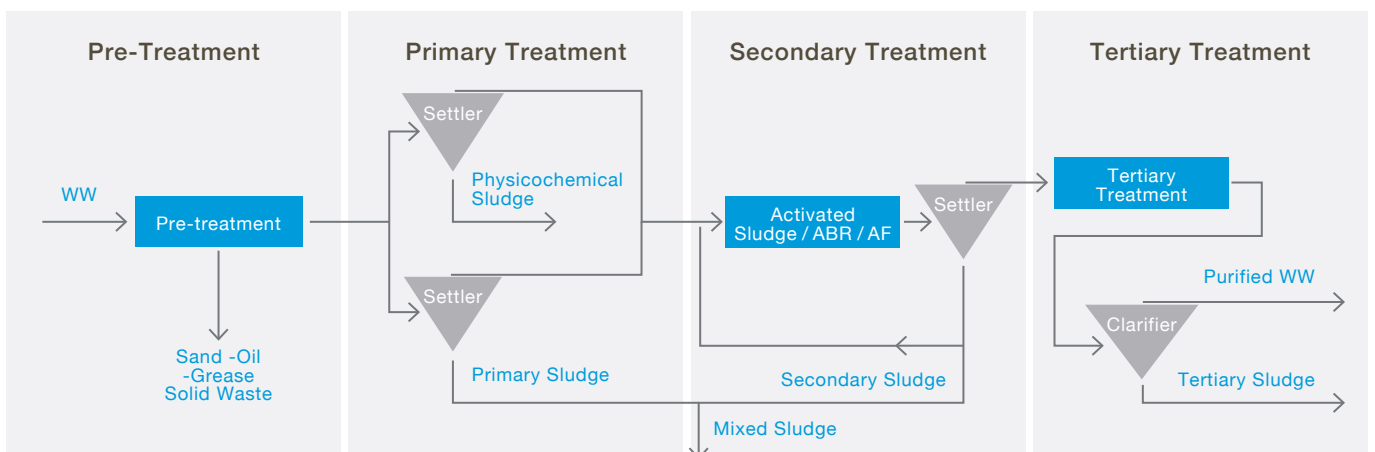 Pre-Treatment
Primary Treatment
Secondary Treatment
Tertiary Treatment
WW
Pre-treatment
Sand -Oil
-Grease
Solid Waste
Settler
Physicochemical
Sludge
Settler
Primary Sludge
Mixed Sludge
Activated
Sludge / ABR / AF
Settler
Secondary Sludge
Tertiary
Treatment
Purified WW
Clarifier
Tertiary Sludge